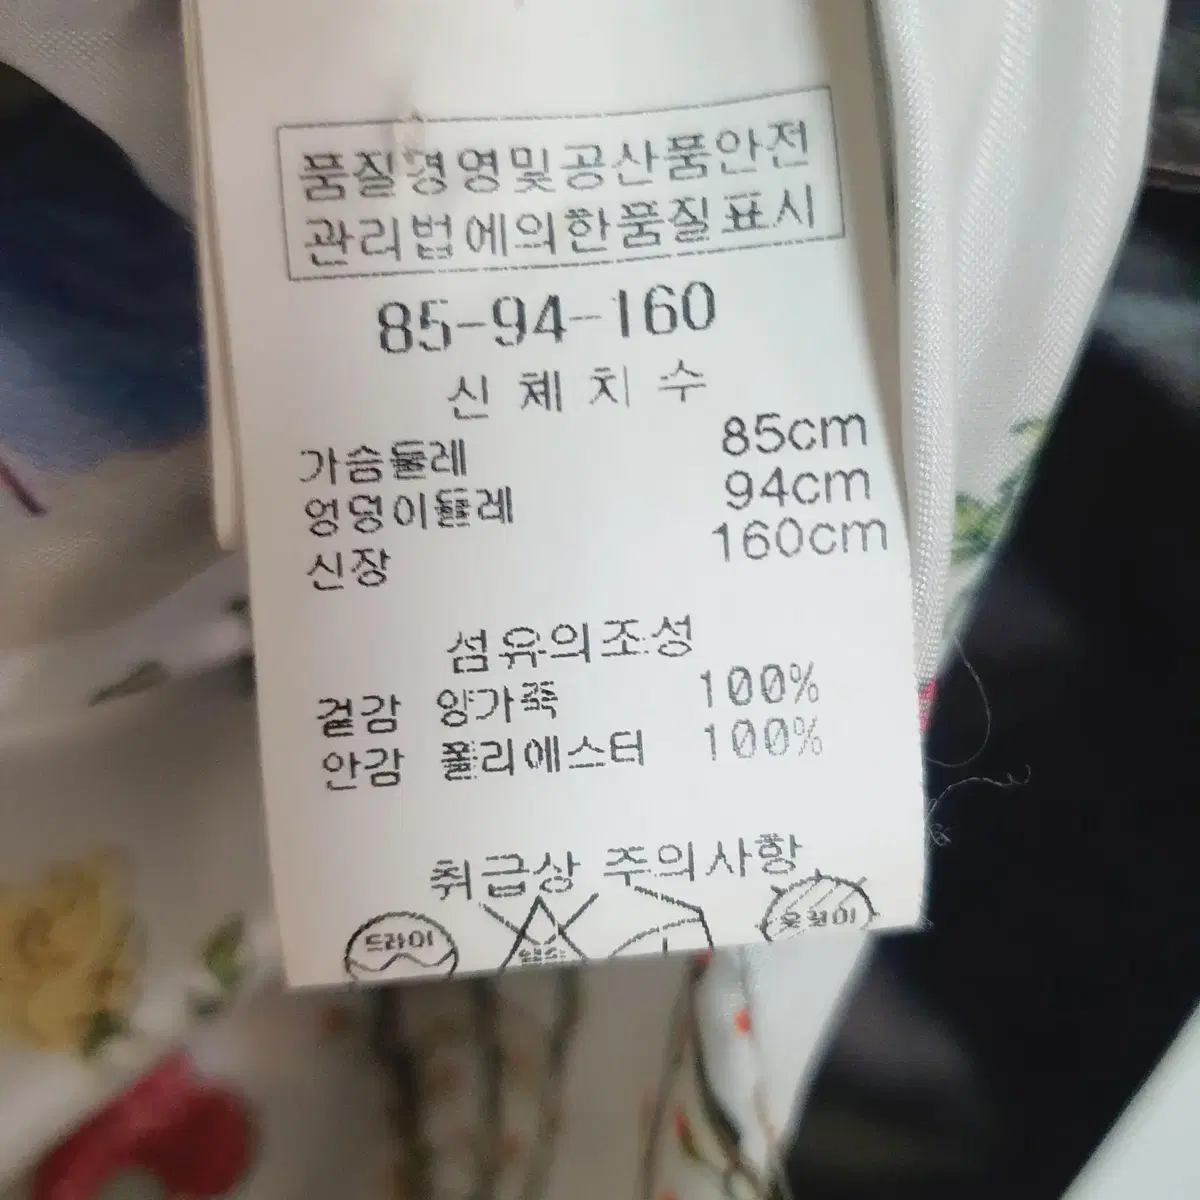 품질경영및공산품안전
관리법에의한품질표시
85-94-160
신체치수
가슴둘레 85cm
엉덩이둘레 94cm
신장 160cm
섬유의조성
겉감 양가죽 100%
안감 폴리에스터 100%
취급상 주의사항
드라이 옷걸이